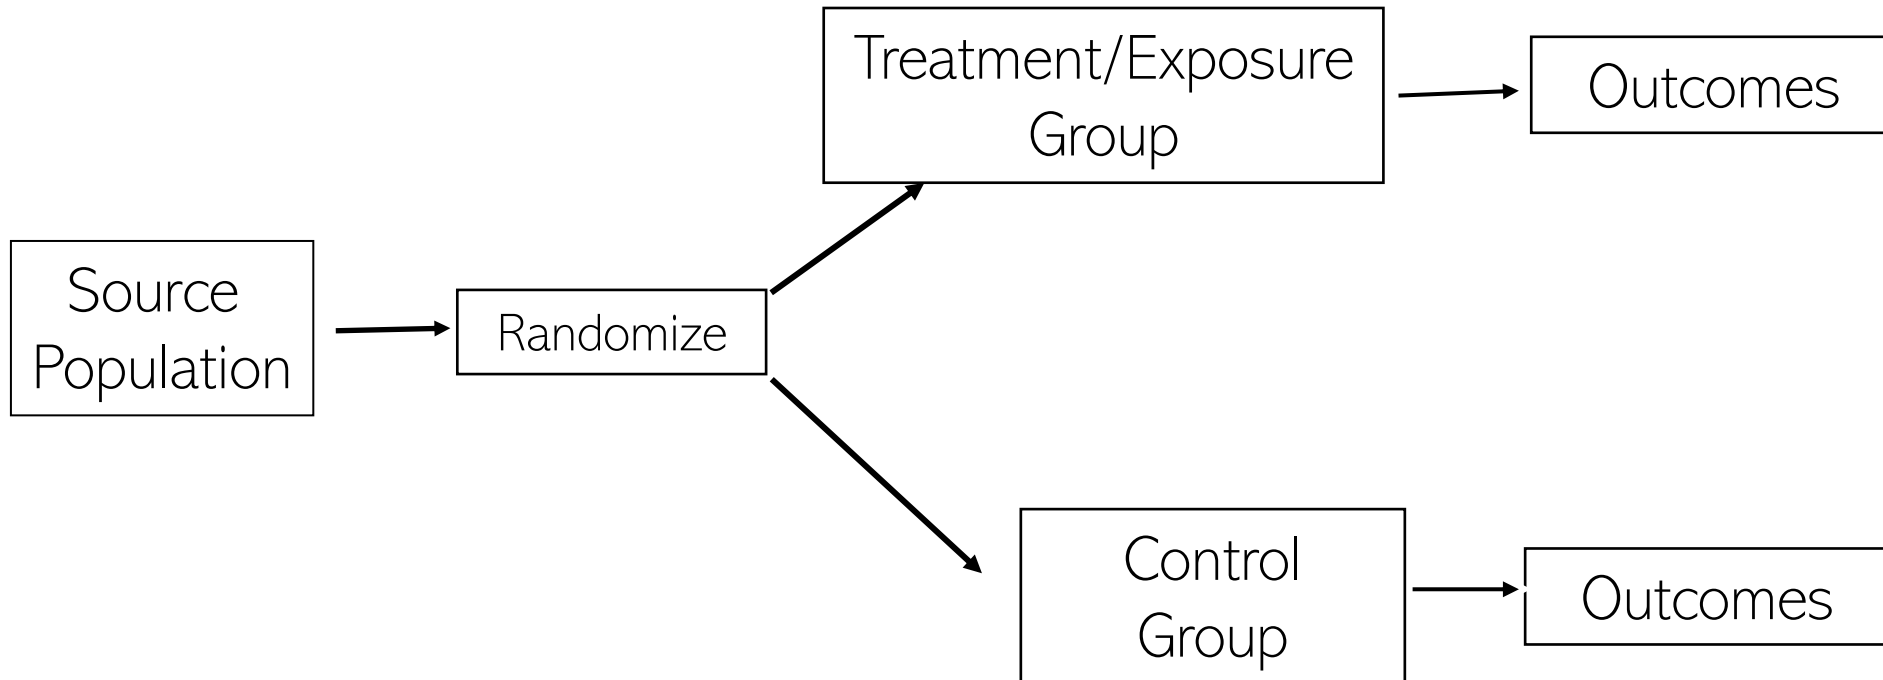 Treatment/Exposure
Group
Outcomes
Source
Population
Randomize
Control
Group
Outcomes